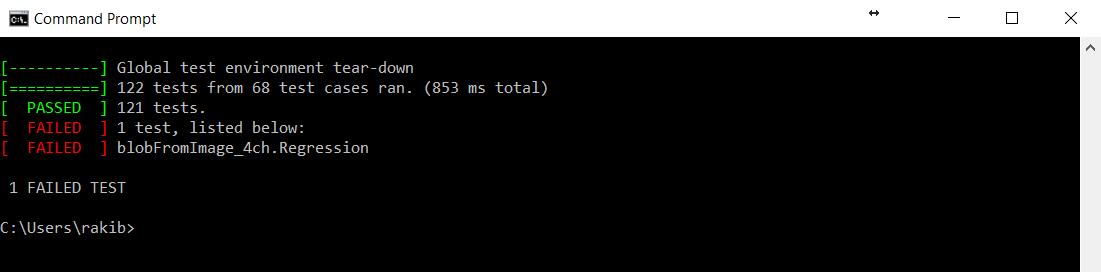 Command Prompt
[----------] Global test environment tear-down
[==========] 122 tests from 68 test cases ran. (853 ms total)
[  PASSED  ] 121 tests.
[  FAILED  ] 1 test, listed below:
[  FAILED  ] blobFromImage_4ch.Regression
1 FAILED TEST
C:\Users\rakib>